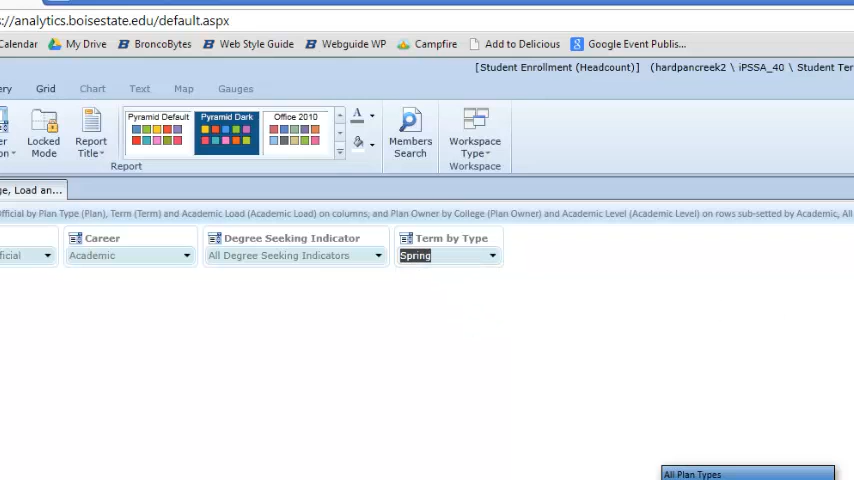 s://analytics.boisestate.edu/default.aspx
Calendar My Drive BroncoBytes Web Style Guide Webguide WP Campfire Add to Delicious Google Event Publis...
[Student Enrollment (Headcount)] (hardpancreek2 \ iPSSA_40 \ Student Ter
ery Grid Chart Text Map Gauges
Pyramid Default Pyramid Dark Office 2010
er Locked Report Members Workspace
on Mode Title Search Type
Report Workspace
ge, Load an...
fficial by Plan Type (Plan), Term (Term) and Academic Load (Academic Load) on columns; and Plan Owner by College (Plan Owner) and Academic Level (Academic Level) on rows sub-setted by Academic, All
Career Degree Seeking Indicator Term by Type
ficial Academic All Degree Seeking Indicators Spring
All Plan Types